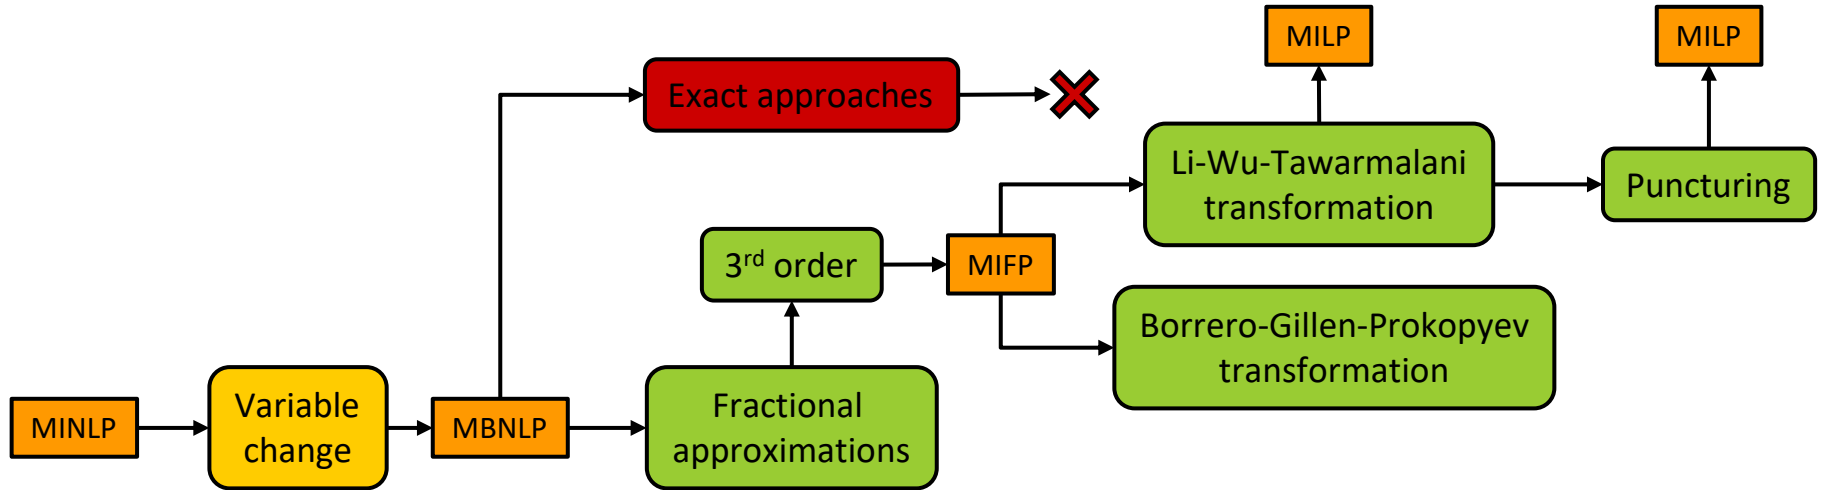 MILP
MILP
Exact approaches
Li-Wu-Tawarmalani
transformation
Puncturing
3rd order
MIFP
Borrero-Gillen-Prokopyev
transformation
MINLP
Variable
change
MBNLP
Fractional
approximations